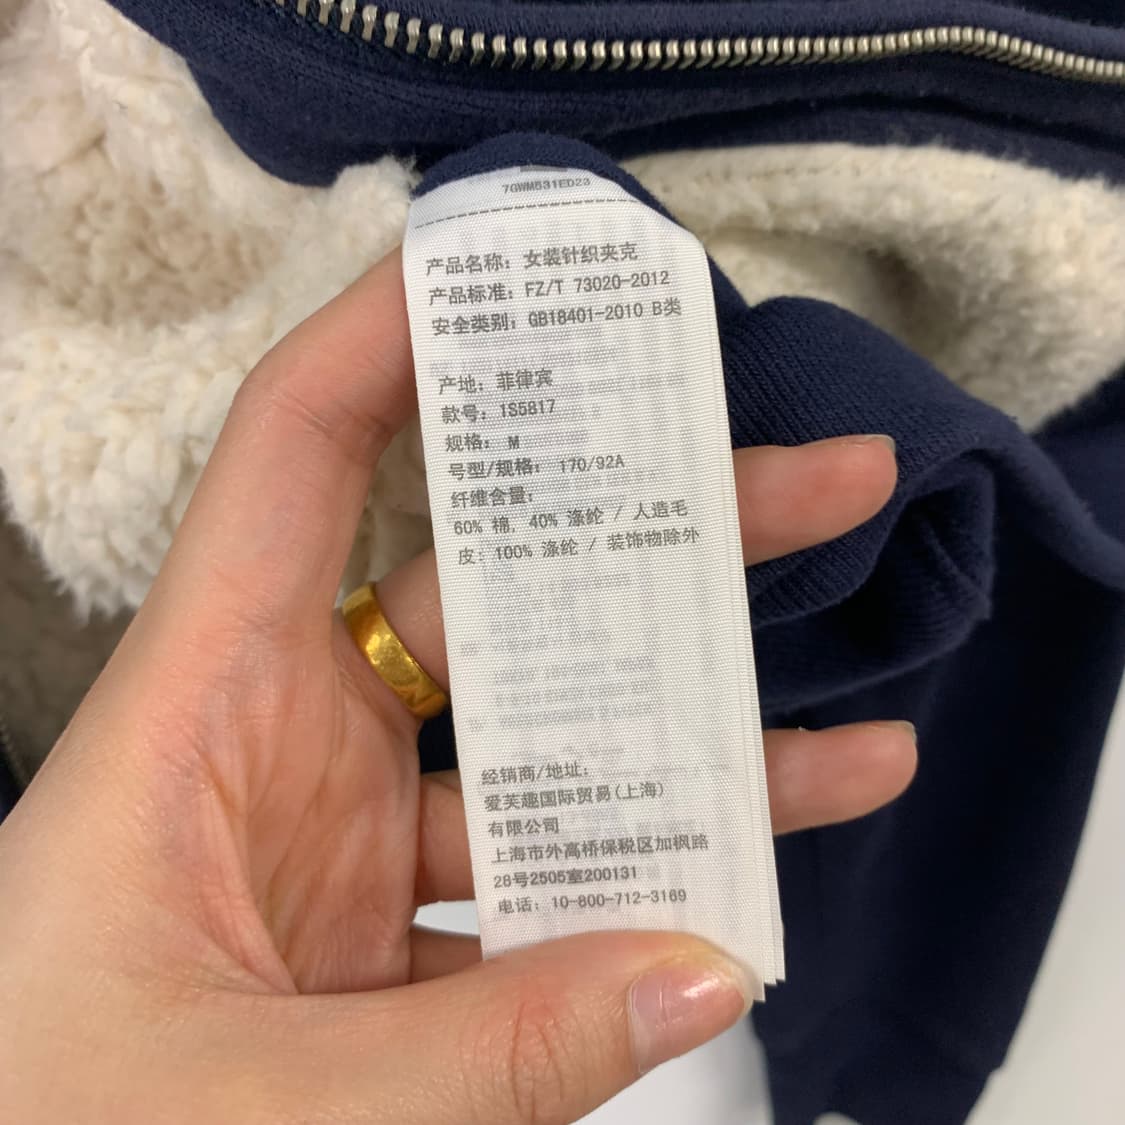 7GWM531ED23
产品名称：女装针织夹克
产品标准：FZ/T 73020-2012
安全类别：GB18401-2010 B类
产地：菲律宾
款号：1S5817
规格：M
号型/规格：170/92A
纤维含量：
60% 棉，40% 涤纶 / 人造毛
皮：100% 涤纶 / 装饰物除外
经销商/地址：
爱芙趣国际贸易(上海)
有限公司
上海市外高桥保税区加枫路
28号2505室200131
电话：10-800-712-3169